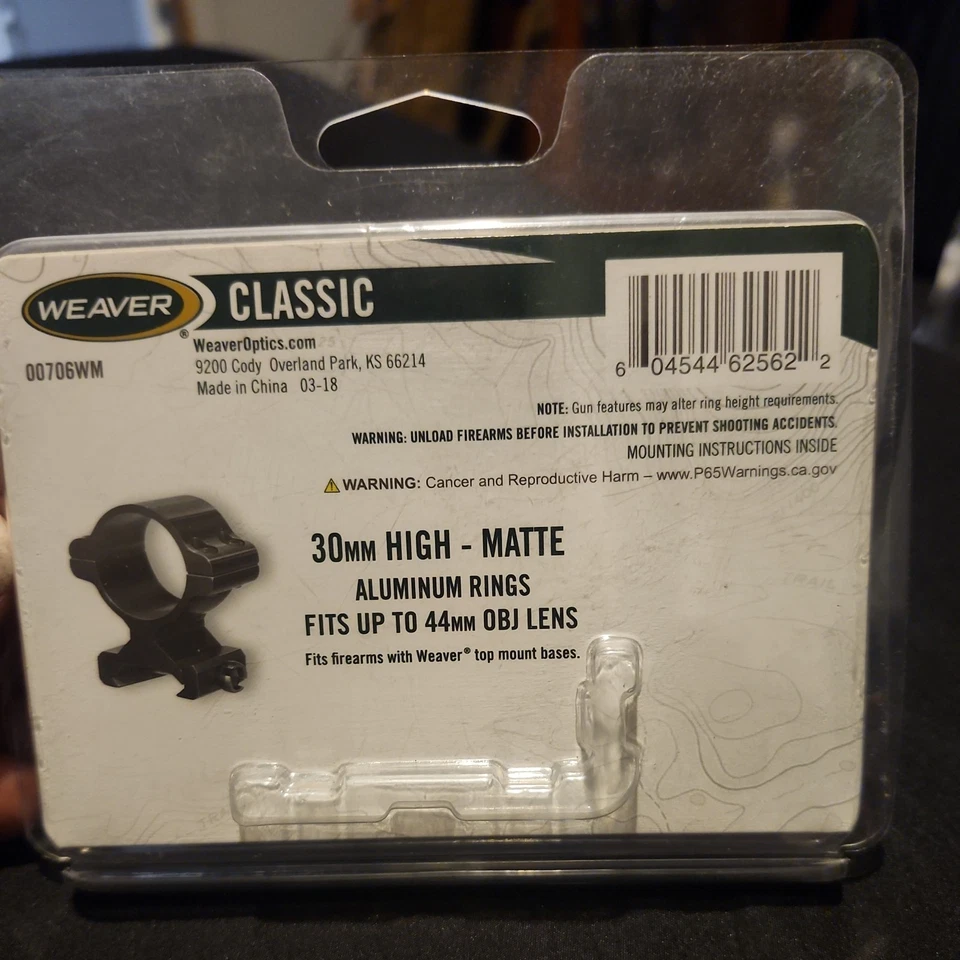 WEAVER®
CLASSIC
WeaverOptics.com
9200 Cody Overland Park, KS 66214
Made in China 03-18
00706WM
6 04544 62562 2
NOTE: Gun features may alter ring height requirements.
WARNING: UNLOAD FIREARMS BEFORE INSTALLATION TO PREVENT SHOOTING ACCIDENTS.
MOUNTING INSTRUCTIONS INSIDE
WARNING: Cancer and Reproductive Harm – www.P65Warnings.ca.gov
30MM HIGH - MATTE
ALUMINUM RINGS
FITS UP TO 44MM OBJ LENS
Fits firearms with Weaver® top mount bases.
TRAIL